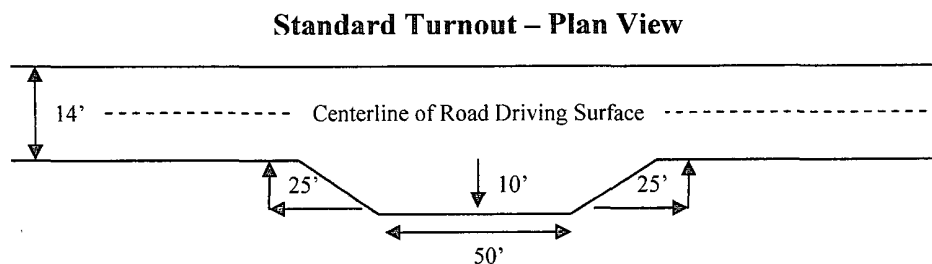 Standard Turnout – Plan View
14'
Centerline of Road Driving Surface
25'
10'
25'
50'